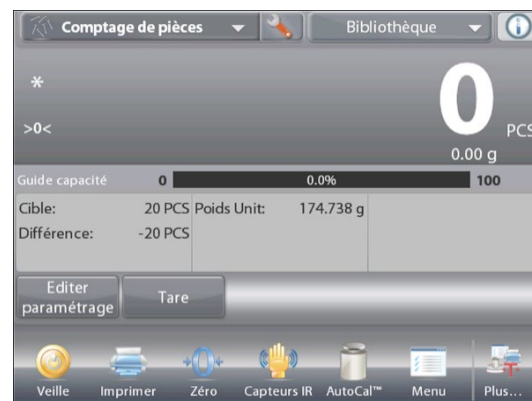 Comptage de pièces
Bibliothèque
*
0
>0<
PCS
0.00 g
Guide capacité 0 0.0% 100
Cible: 20 PCS Poids Unit: 174.738 g
Différence: -20 PCS
Editer
paramétrage
Tare
Veille Imprimer Zéro Capteurs IR AutoCal™ Menu Plus...